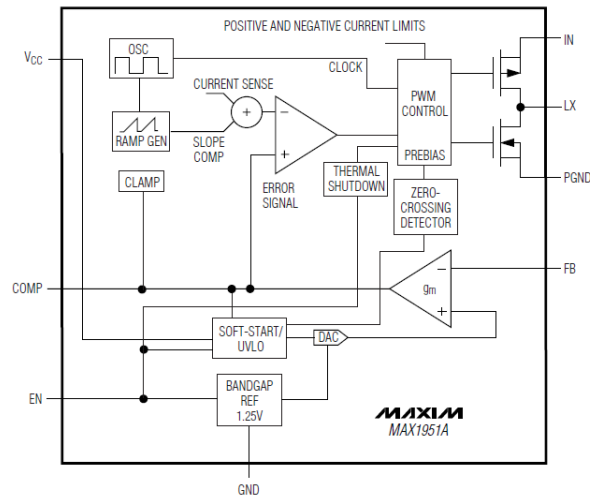 POSITIVE AND NEGATIVE CURRENT LIMITS
IN
OSC
VCC
CLOCK
CURRENT SENSE
PWM
CONTROL
LX
+
−
RAMP GEN
SLOPE
COMP
+
PREBIAS
THERMAL
SHUTDOWN
CLAMP
ERROR
SIGNAL
PGND
ZERO-
CROSSING
DETECTOR
COMP
−
FB
gm
+
SOFT-START/
UVLO
DAC
EN
BANDGAP
REF
1.25V
MAXIM
MAX1951A
GND